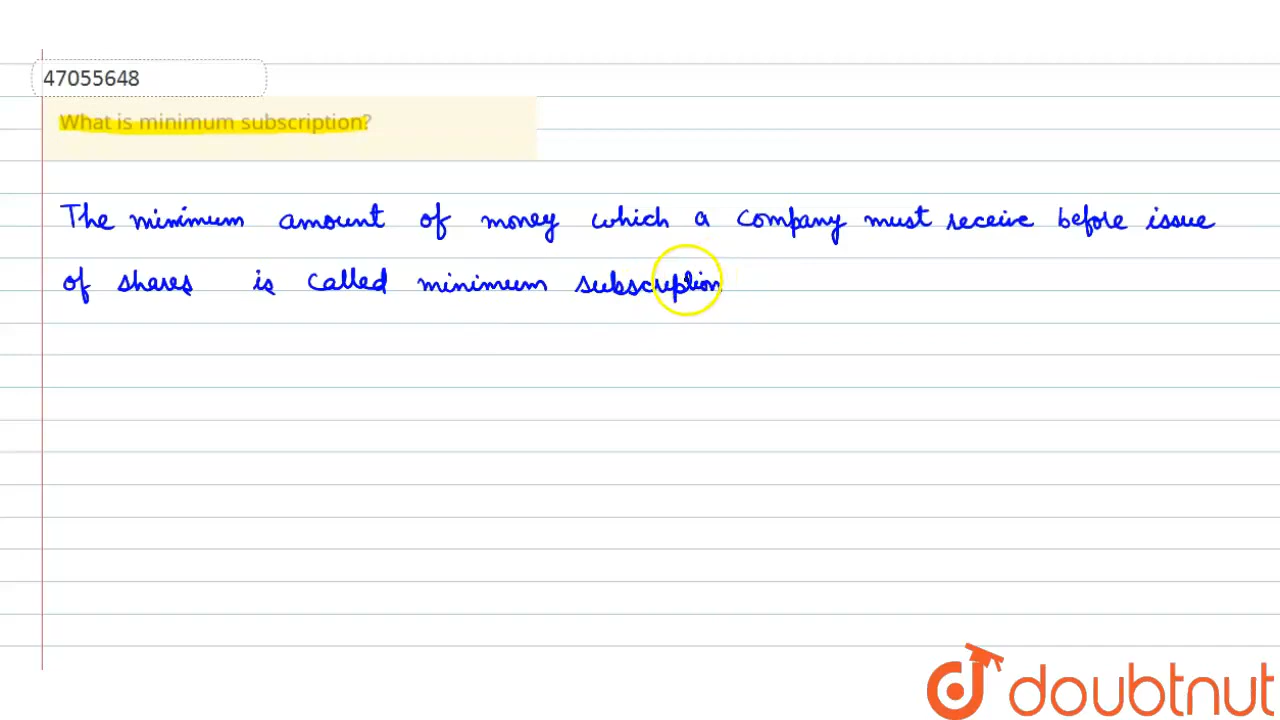 47055648
What is minimum subscription?
The minimum amount of money which a company must receive before issue
of shares is called minimum subscription
doubtnut